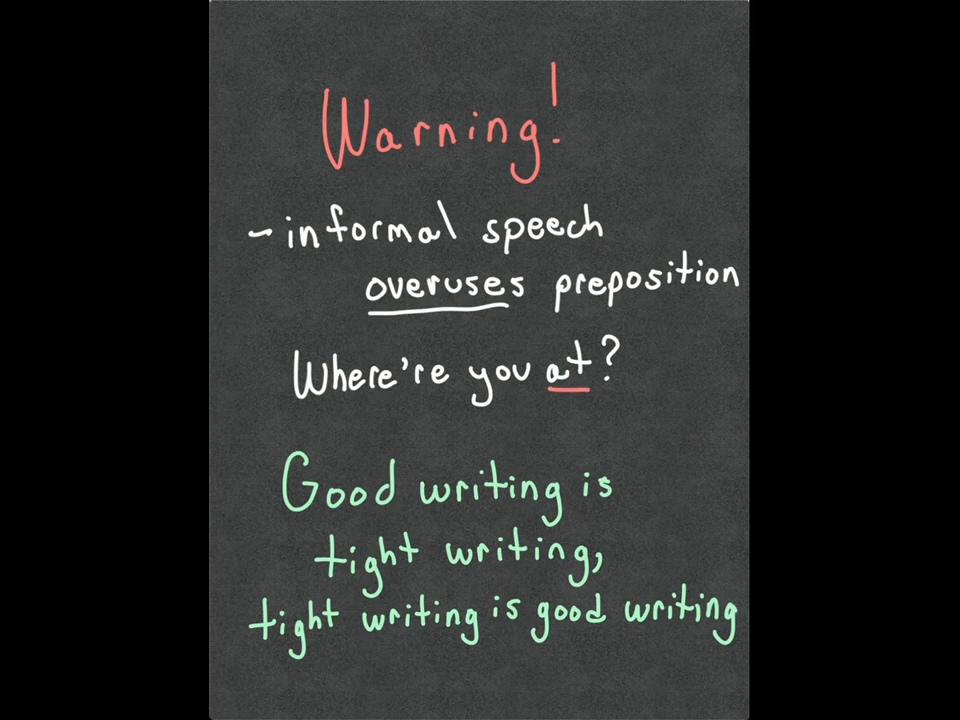 Warning!
- informal speech
overuses preposition
Where're you at?
Good writing is
tight writing,
tight writing is good writing